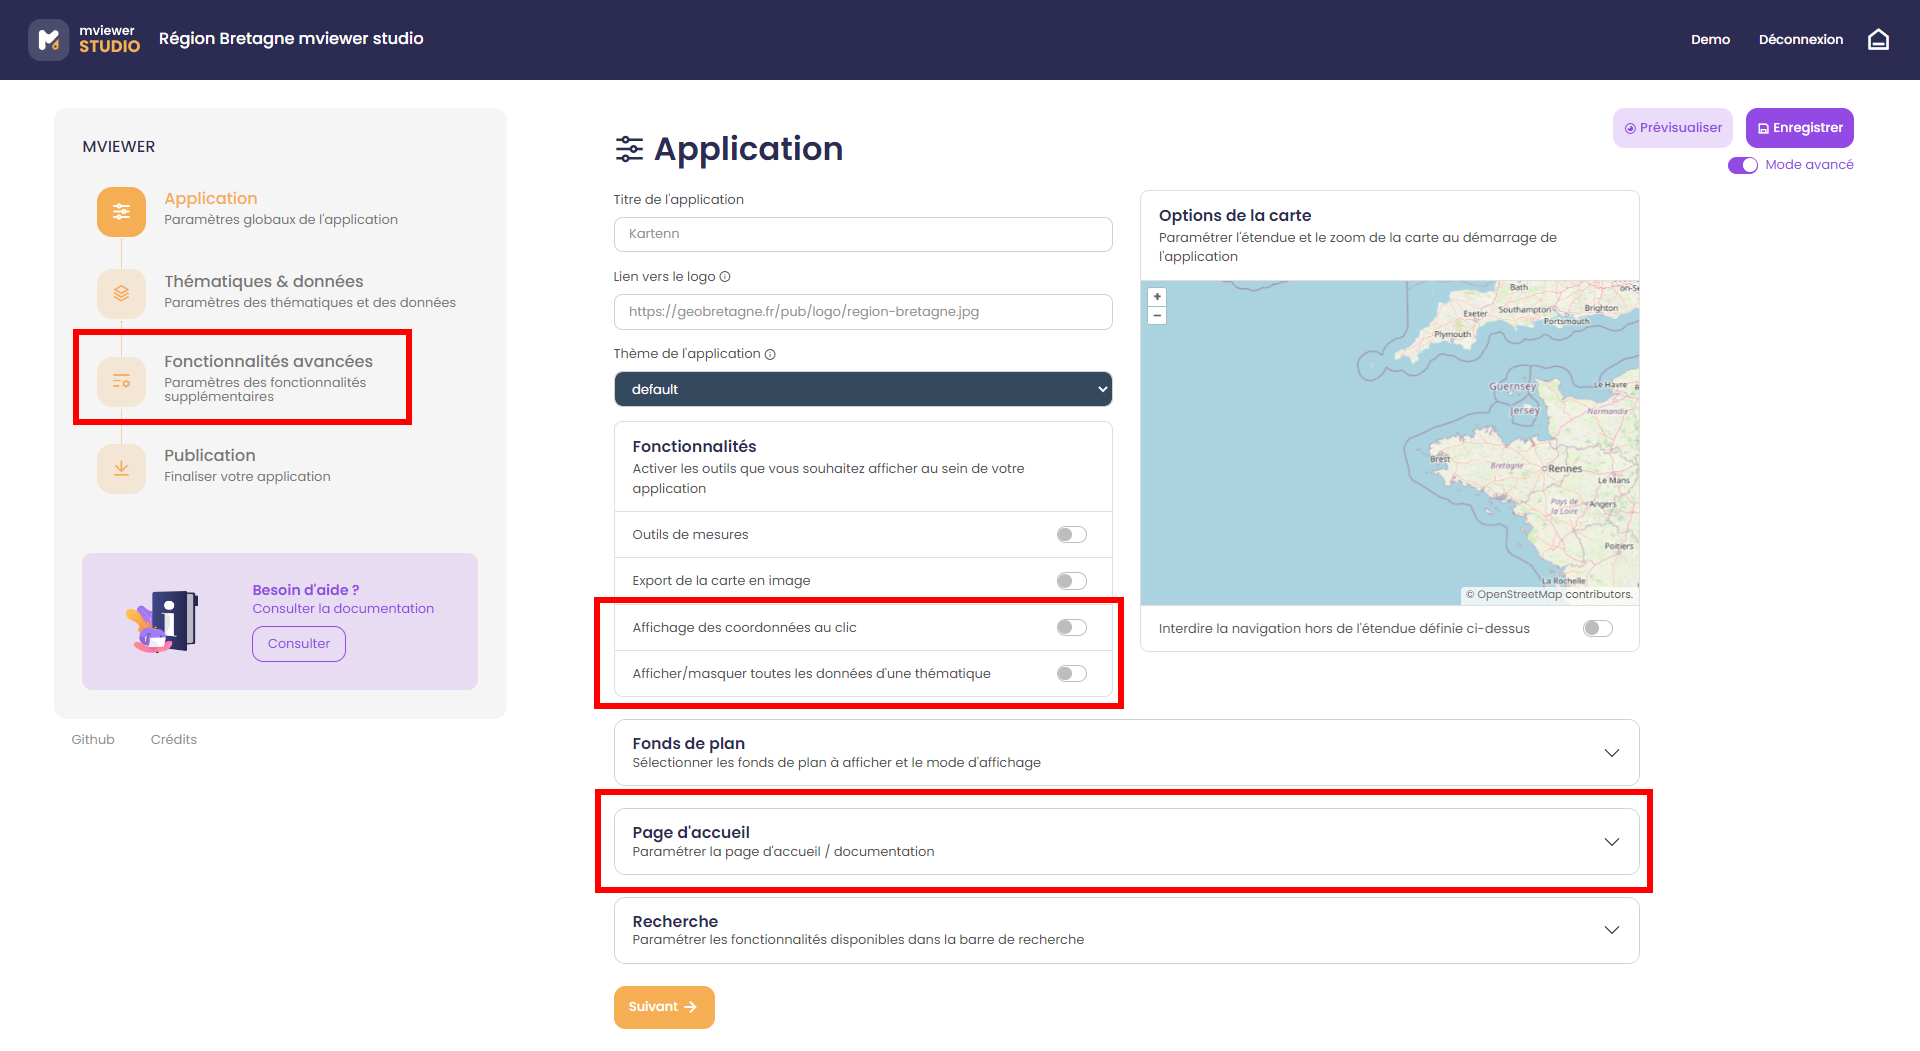 mviewer
STUDIO
Région Bretagne mviewer studio
Demo
Déconnexion
MVIEWER
Application
Paramètres globaux de l'application
Thématiques & données
Paramètres des thématiques et des données
Fonctionnalités avancées
Paramètres des fonctionnalités
supplémentaires
Publication
Finaliser votre application
Besoin d'aide ?
Consulter la documentation
Consulter
Github
Crédits
Application
Prévisualiser
Enregistrer
Mode avancé
Titre de l'application
Kartenn
Lien vers le logo
https://geobretagne.fr/pub/logo/region-bretagne.jpg
Thème de l'application
default
Fonctionnalités
Activer les outils que vous souhaitez afficher au sein de votre
application
Outils de mesures
Export de la carte en image
Affichage des coordonnées au clic
Afficher/masquer toutes les données d'une thématique
Options de la carte
Paramétrer l'étendue et le zoom de la carte au démarrage de
l'application
+
−
Bath
on-S
Exeter
Southampton
Brighton
Portsmouth
Plymouth
Guernsey
Le Havre
Jersey
Normandie
Brest
Bretagne
Rennes
Le Mans
Pays de
la Loire
Angers
Poitiers
La Rochelle
© OpenStreetMap contributors.
Interdire la navigation hors de l'étendue définie ci-dessus
Fonds de plan
Sélectionner les fonds de plan à afficher et le mode d'affichage
Page d'accueil
Paramétrer la page d'accueil / documentation
Recherche
Paramétrer les fonctionnalités disponibles dans la barre de recherche
Suivant →